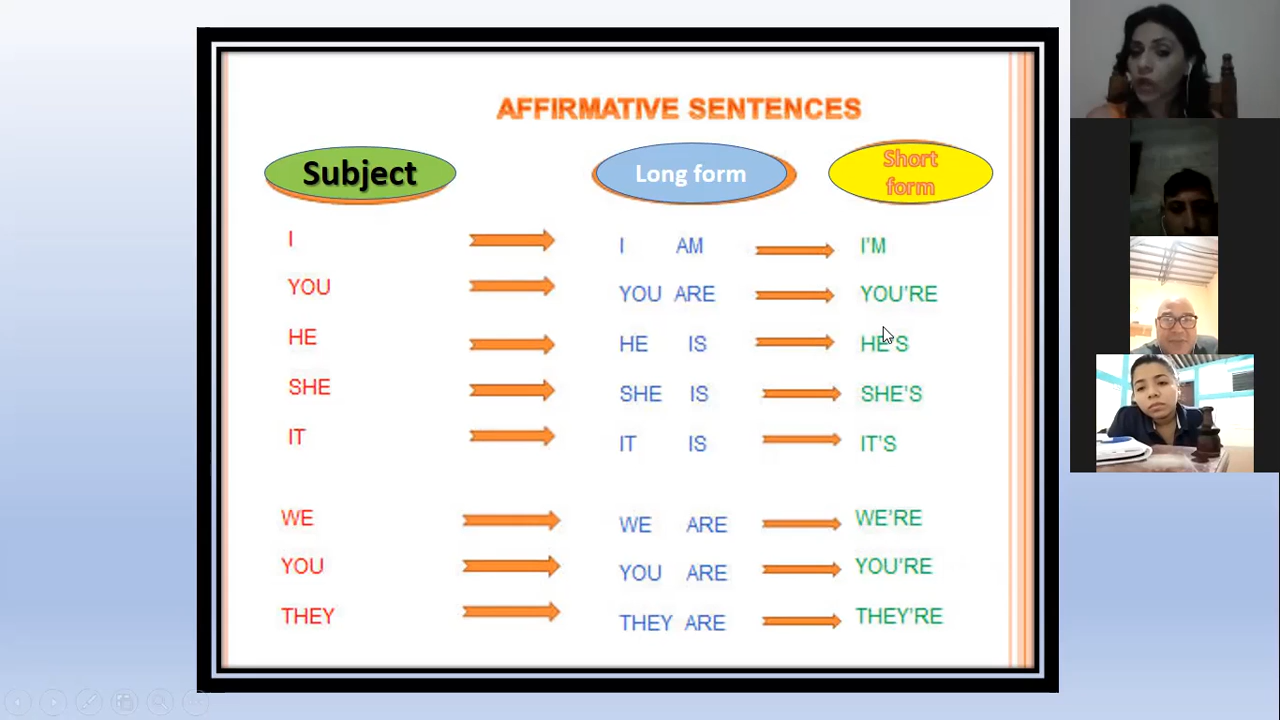 AFFIRMATIVE SENTENCES
Subject
Long form
Short
form
I I AM I'M
YOU YOU ARE YOU'RE
HE HE IS HE'S
SHE SHE IS SHE'S
IT IT IS IT'S
WE WE ARE WE'RE
YOU YOU ARE YOU'RE
THEY THEY ARE THEY'RE